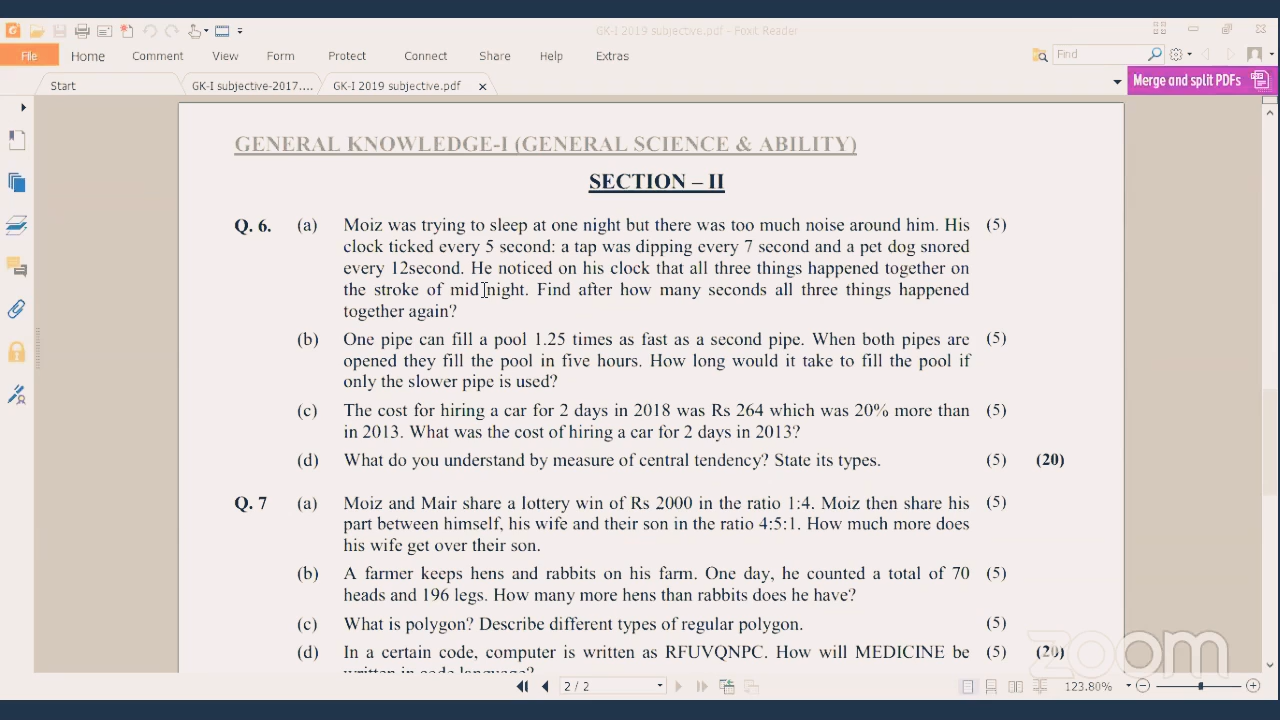 GK-I 2019 subjective.pdf - Foxit Reader
File Home Comment View Form Protect Connect Share Help Extras Find
Start GK-I subjective-2017.... GK-I 2019 subjective.pdf Merge and split PDFs
GENERAL KNOWLEDGE-I (GENERAL SCIENCE & ABILITY)
SECTION – II
Q. 6. (a) Moiz was trying to sleep at one night but there was too much noise around him. His (5)
clock ticked every 5 second: a tap was dipping every 7 second and a pet dog snored
every 12second. He noticed on his clock that all three things happened together on
the stroke of mid night. Find after how many seconds all three things happened
together again?
(b) One pipe can fill a pool 1.25 times as fast as a second pipe. When both pipes are (5)
opened they fill the pool in five hours. How long would it take to fill the pool if
only the slower pipe is used?
(c) The cost for hiring a car for 2 days in 2018 was Rs 264 which was 20% more than (5)
in 2013. What was the cost of hiring a car for 2 days in 2013?
(d) What do you understand by measure of central tendency? State its types. (5) (20)
Q. 7 (a) Moiz and Mair share a lottery win of Rs 2000 in the ratio 1:4. Moiz then share his (5)
part between himself, his wife and their son in the ratio 4:5:1. How much more does
his wife get over their son.
(b) A farmer keeps hens and rabbits on his farm. One day, he counted a total of 70 (5)
heads and 196 legs. How many more hens than rabbits does he have?
(c) What is polygon? Describe different types of regular polygon. (5)
(d) In a certain code, computer is written as RFUVQNPC. How will MEDICINE be (5) (20)
written in code language?
zoom
2 / 2 123.80%